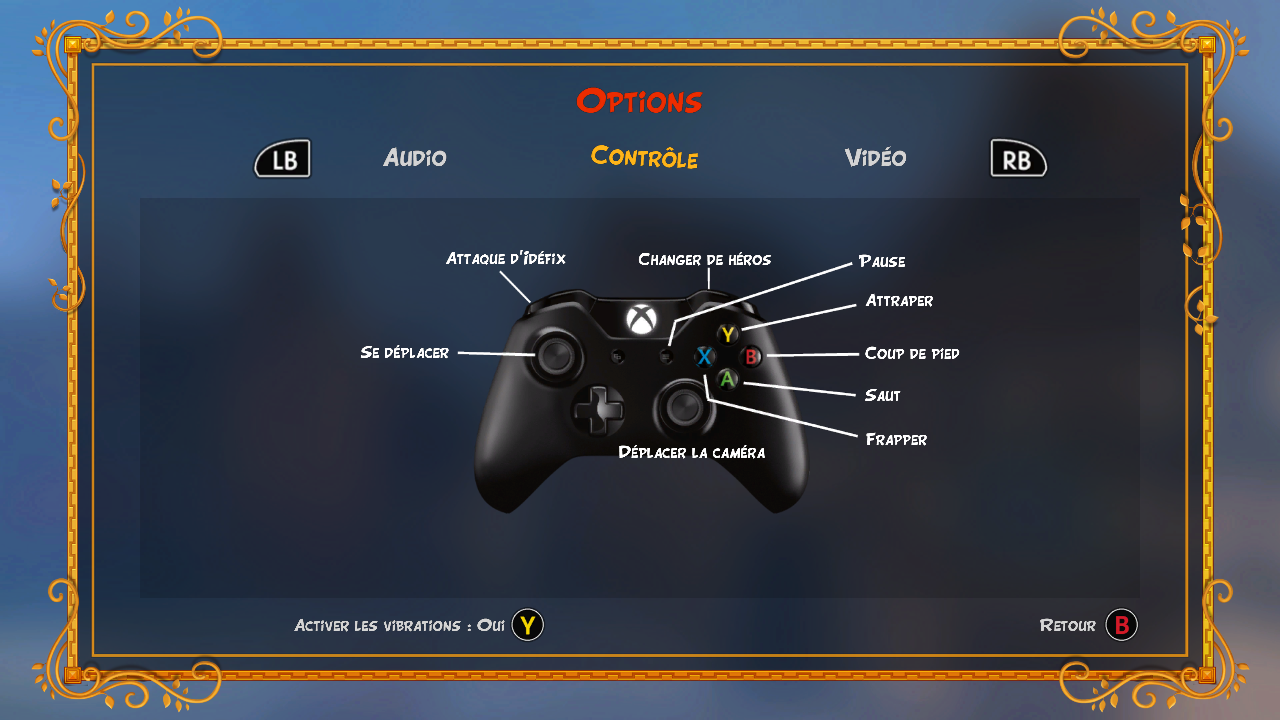 Options
LB Audio Contrôle Vidéo RB
Attaque d'Idéfix
Changer de héros
Pause
Attraper
Se déplacer
Coup de pied
Saut
Frapper
Déplacer la caméra
Y
X
B
A
Activer les vibrations : Oui Y
Retour B